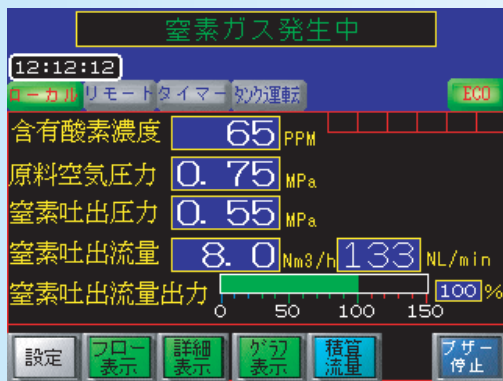 窒素ガス発生中
12:12:12
ローカル リモート タイマー タンク運転 ECO
含有酸素濃度 65 PPM
原料空気圧力 0.75 MPa
窒素吐出圧力 0.55 MPa
窒素吐出流量 8.0 Nm3/h 133 NL/min
窒素吐出流量出力 100 %
0 50 100 150
設定 フロー表示 詳細表示 グラフ表示 積算流量 ブザー停止